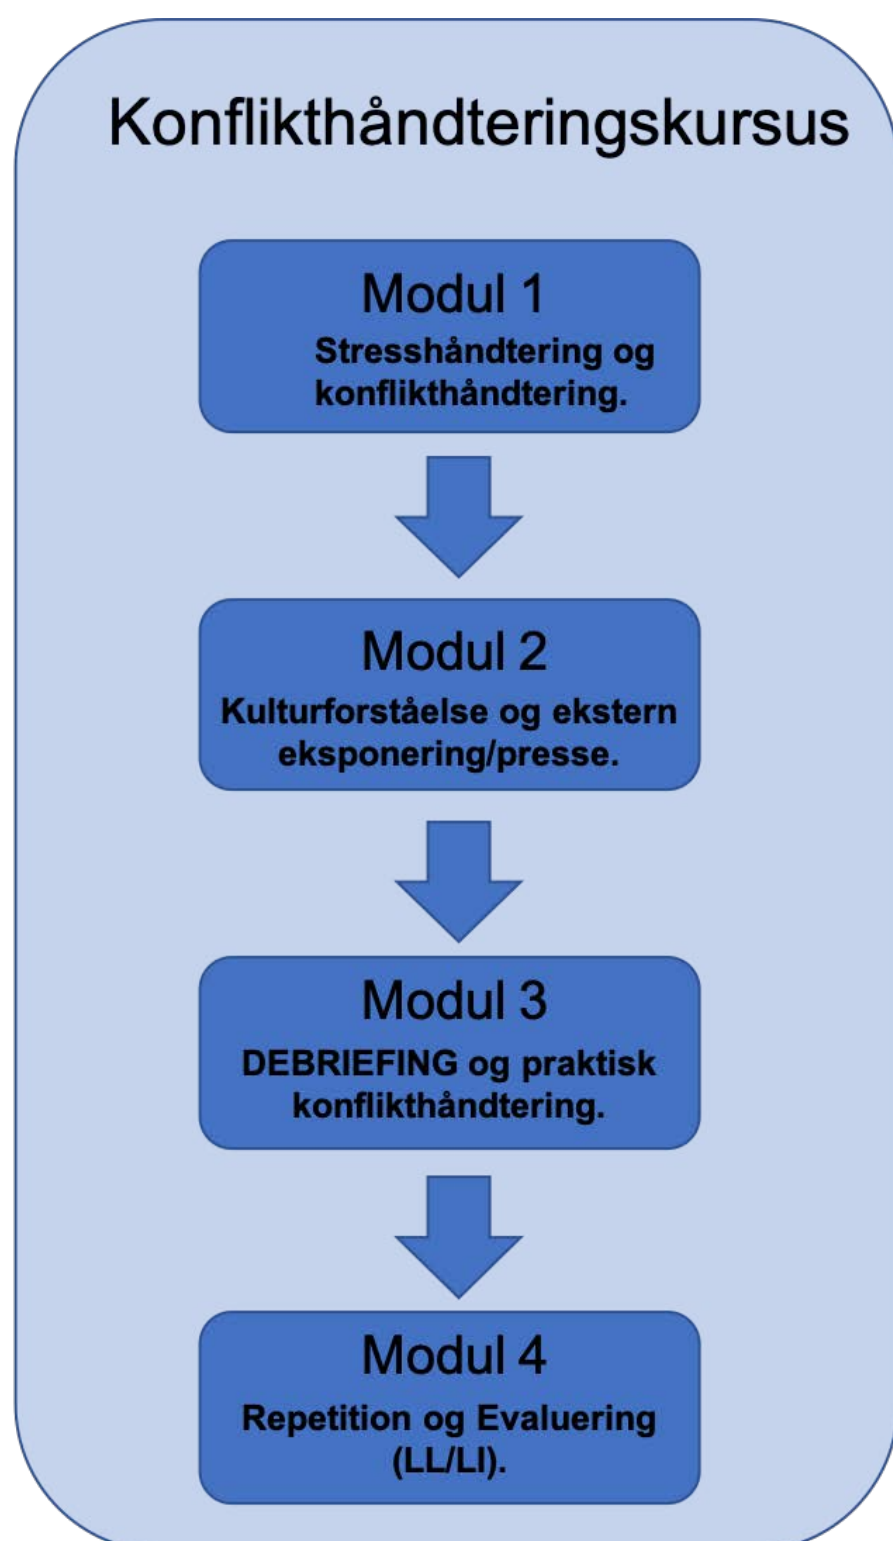 Konflikthåndteringskursus
Modul 1
Stresshåndtering og
konflikthåndtering.
Modul 2
Kulturforståelse og ekstern
eksponering/presse.
Modul 3
DEBRIEFING og praktisk
konflikthåndtering.
Modul 4
Repetition og Evaluering
(LL/LI).